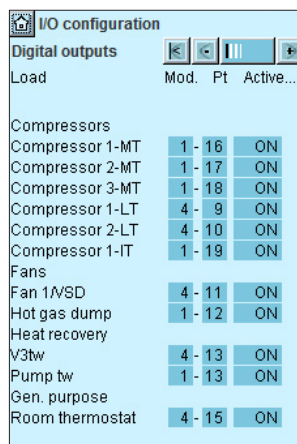 I/O configuration
Digital outputs
Load Mod. Pt Active...
Compressors
Compressor 1-MT 1 - 16 ON
Compressor 2-MT 1 - 17 ON
Compressor 3-MT 1 - 18 ON
Compressor 1-LT 4 - 9 ON
Compressor 2-LT 4 - 10 ON
Compressor 1-IT 1 - 19 ON
Fans
Fan 1/VSD 4 - 11 ON
Hot gas dump 1 - 12 ON
Heat recovery
V3tw 4 - 13 ON
Pump tw 1 - 13 ON
Gen. purpose
Room thermostat 4 - 15 ON